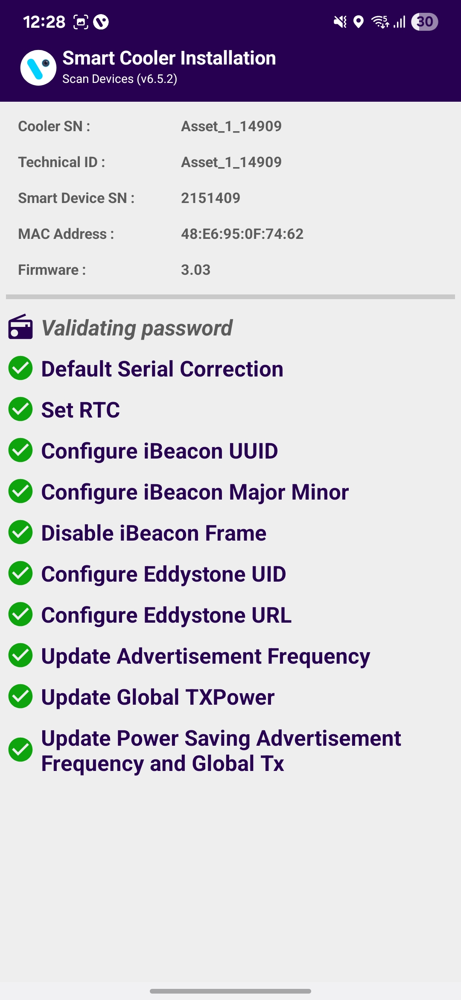 12:28
5
30
Smart Cooler Installation
Scan Devices (v6.5.2)
Cooler SN : Asset_1_14909
Technical ID : Asset_1_14909
Smart Device SN : 2151409
MAC Address : 48:E6:95:0F:74:62
Firmware : 3.03
Validating password
Default Serial Correction
Set RTC
Configure iBeacon UUID
Configure iBeacon Major Minor
Disable iBeacon Frame
Configure Eddystone UID
Configure Eddystone URL
Update Advertisement Frequency
Update Global TXPower
Update Power Saving Advertisement
Frequency and Global Tx